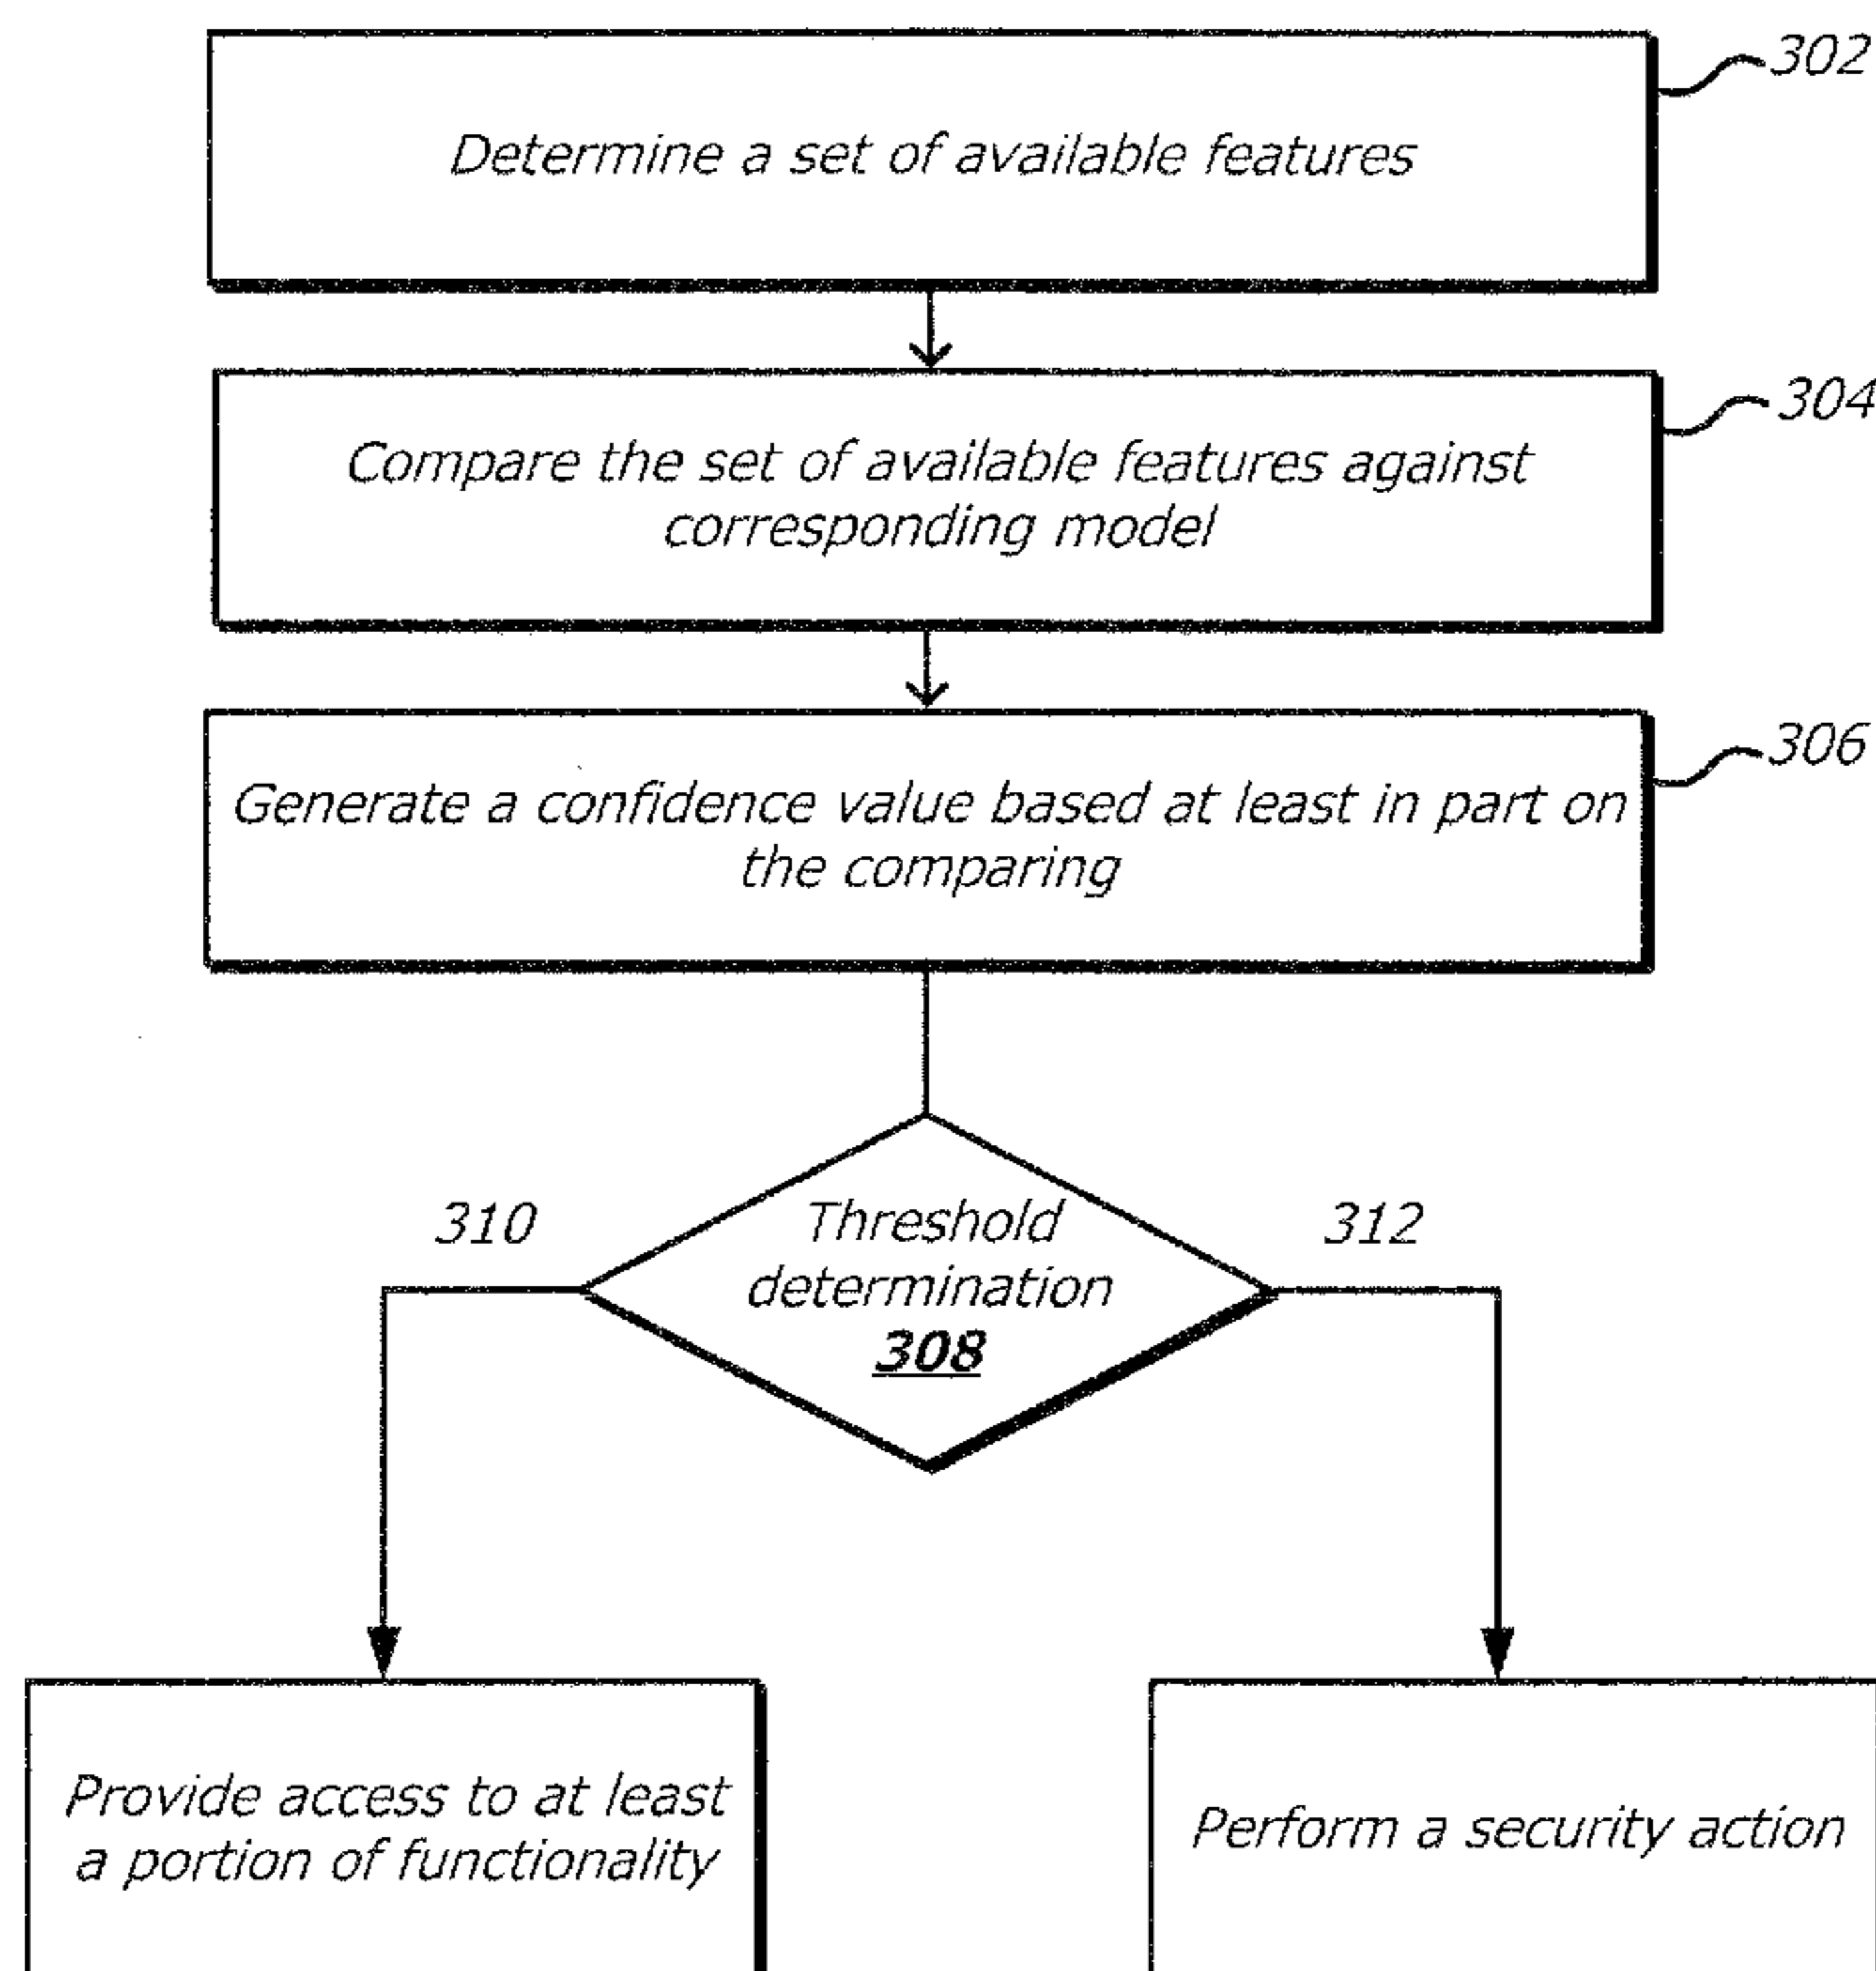 302
Determine a set of available features
304
Compare the set of available features against
corresponding model
306
Generate a confidence value based at least in part on
the comparing
310
Threshold
determination
308
312
Provide access to at least
a portion of functionality
Perform a security action